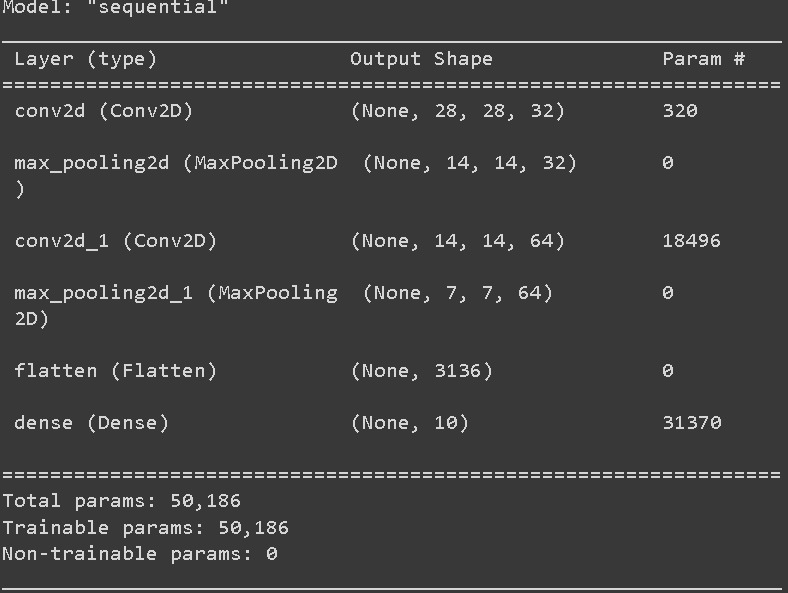 Model: "sequential"
_________________________________________________________________
Layer (type) Output Shape Param #
=================================================================
conv2d (Conv2D) (None, 28, 28, 32) 320
max_pooling2d (MaxPooling2D (None, 14, 14, 32) 0
)
conv2d_1 (Conv2D) (None, 14, 14, 64) 18496
max_pooling2d_1 (MaxPooling (None, 7, 7, 64) 0
2D)
flatten (Flatten) (None, 3136) 0
dense (Dense) (None, 10) 31370
=================================================================
Total params: 50,186
Trainable params: 50,186
Non-trainable params: 0
_________________________________________________________________